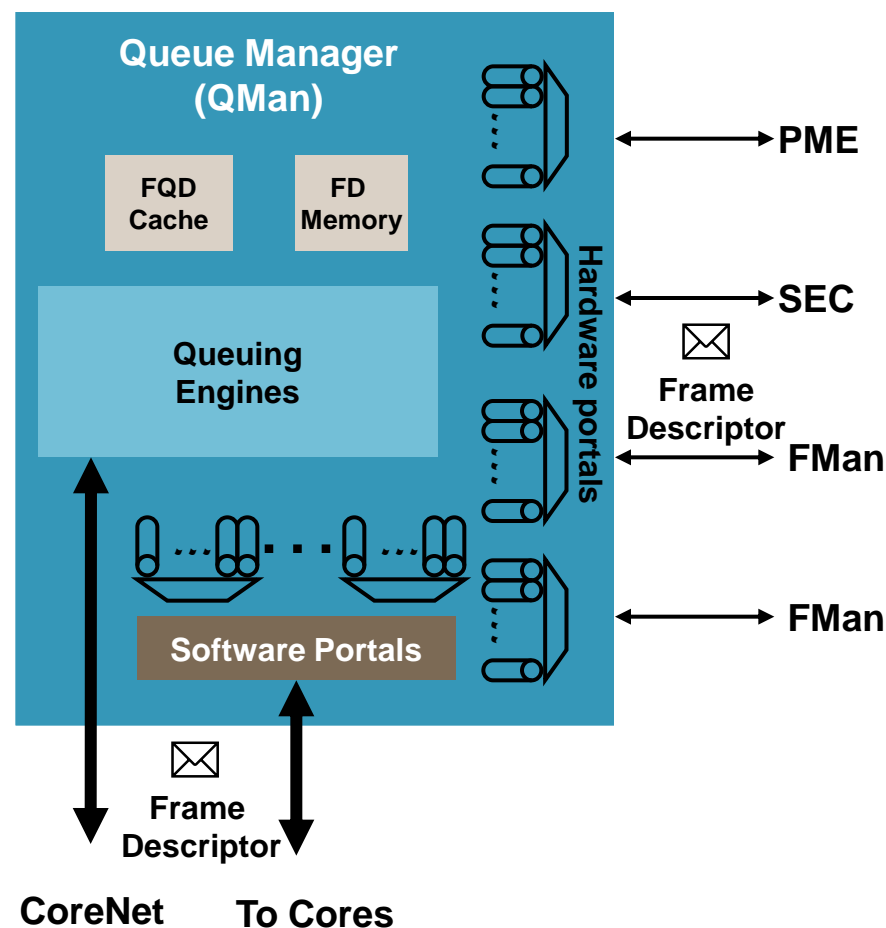 Queue Manager
(QMan)
FQD
Cache
FD
Memory
Queuing
Engines
Software Portals
Hardware portals
PME
SEC
Frame
Descriptor
FMan
FMan
Frame
Descriptor
CoreNet
To Cores